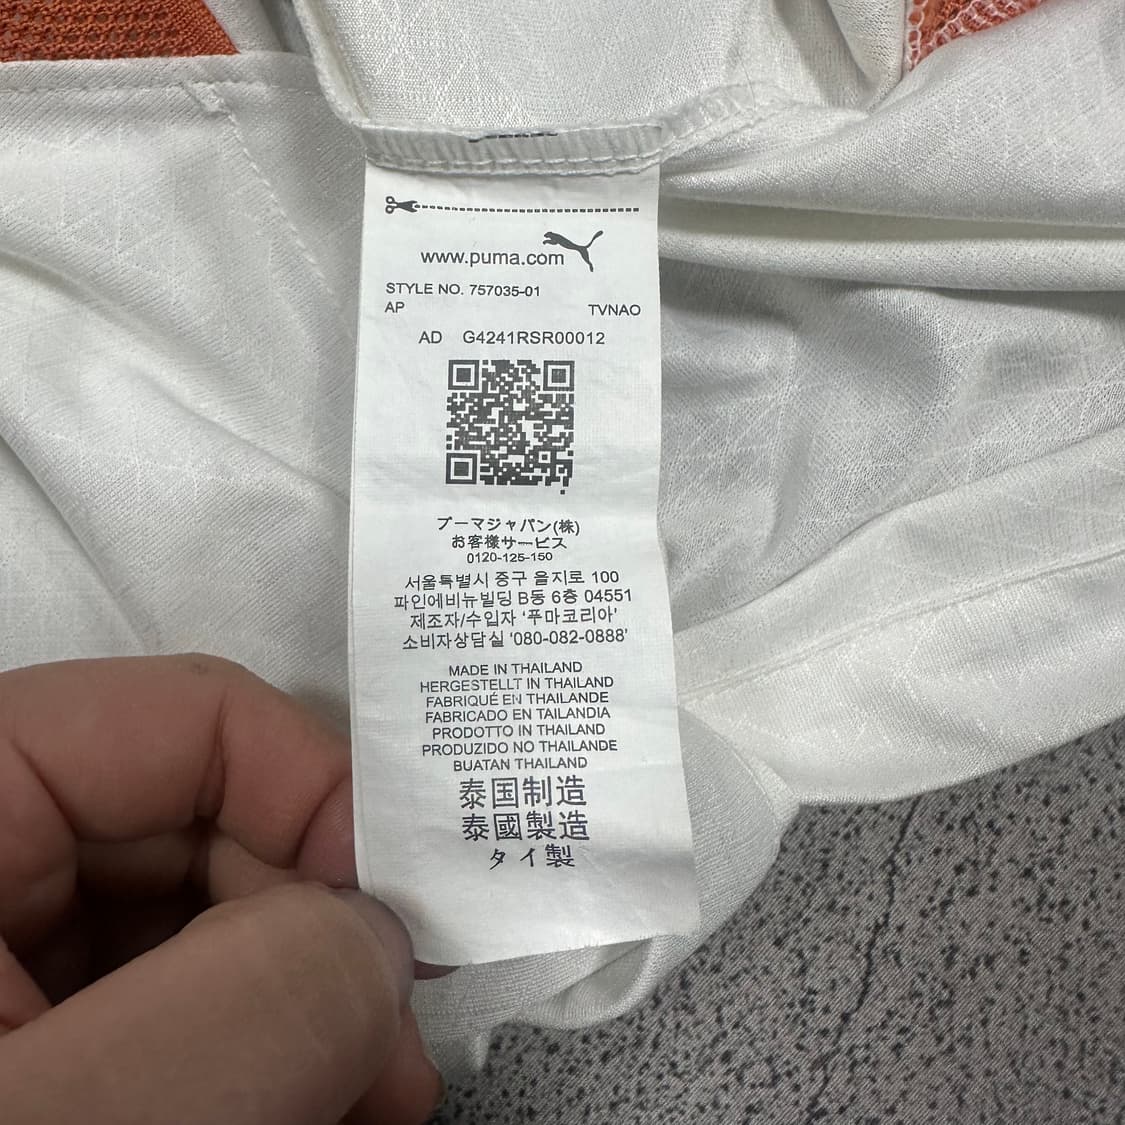 www.puma.com
STYLE NO. 757035-01
AP TVNAO
AD G4241RSR00012
プーマジャパン(株)
お客様サービス
0120-125-150
서울특별시 중구 을지로 100
파인에비뉴빌딩 B동 6층 04551
제조자/수입자 '푸마코리아'
소비자상담실 '080-082-0888'
MADE IN THAILAND
HERGESTELLT IN THAILAND
FABRIQUÉ EN THAILANDE
FABRICADO EN TAILANDIA
PRODOTTO IN THAILAND
PRODUZIDO NO THAILANDE
BUATAN THAILAND
泰国制造
泰國製造
タイ製